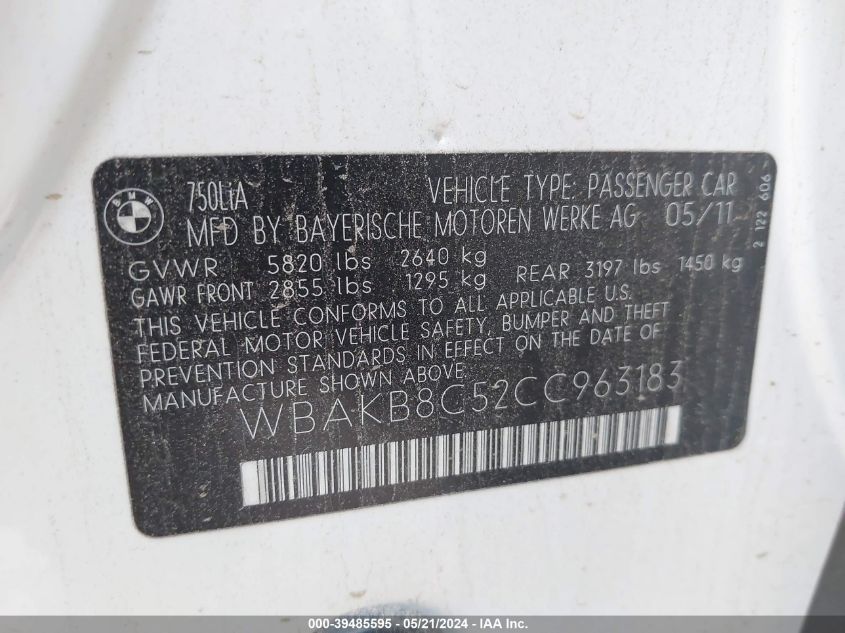 BMW
750LiA VEHICLE TYPE: PASSENGER CAR
MFD BY BAYERISCHE MOTOREN WERKE AG 05/11
GVWR 5820 lbs 2640 kg
GAWR FRONT 2855 lbs 1295 kg REAR 3197 lbs 1450 kg
THIS VEHICLE CONFORMS TO ALL APPLICABLE U.S.
FEDERAL MOTOR VEHICLE SAFETY, BUMPER AND THEFT
PREVENTION STANDARDS IN EFFECT ON THE DATE OF
MANUFACTURE SHOWN ABOVE
WBAKB8C52CC963183
2 122 606
000-39485595 - 05/21/2024 - IAA Inc.